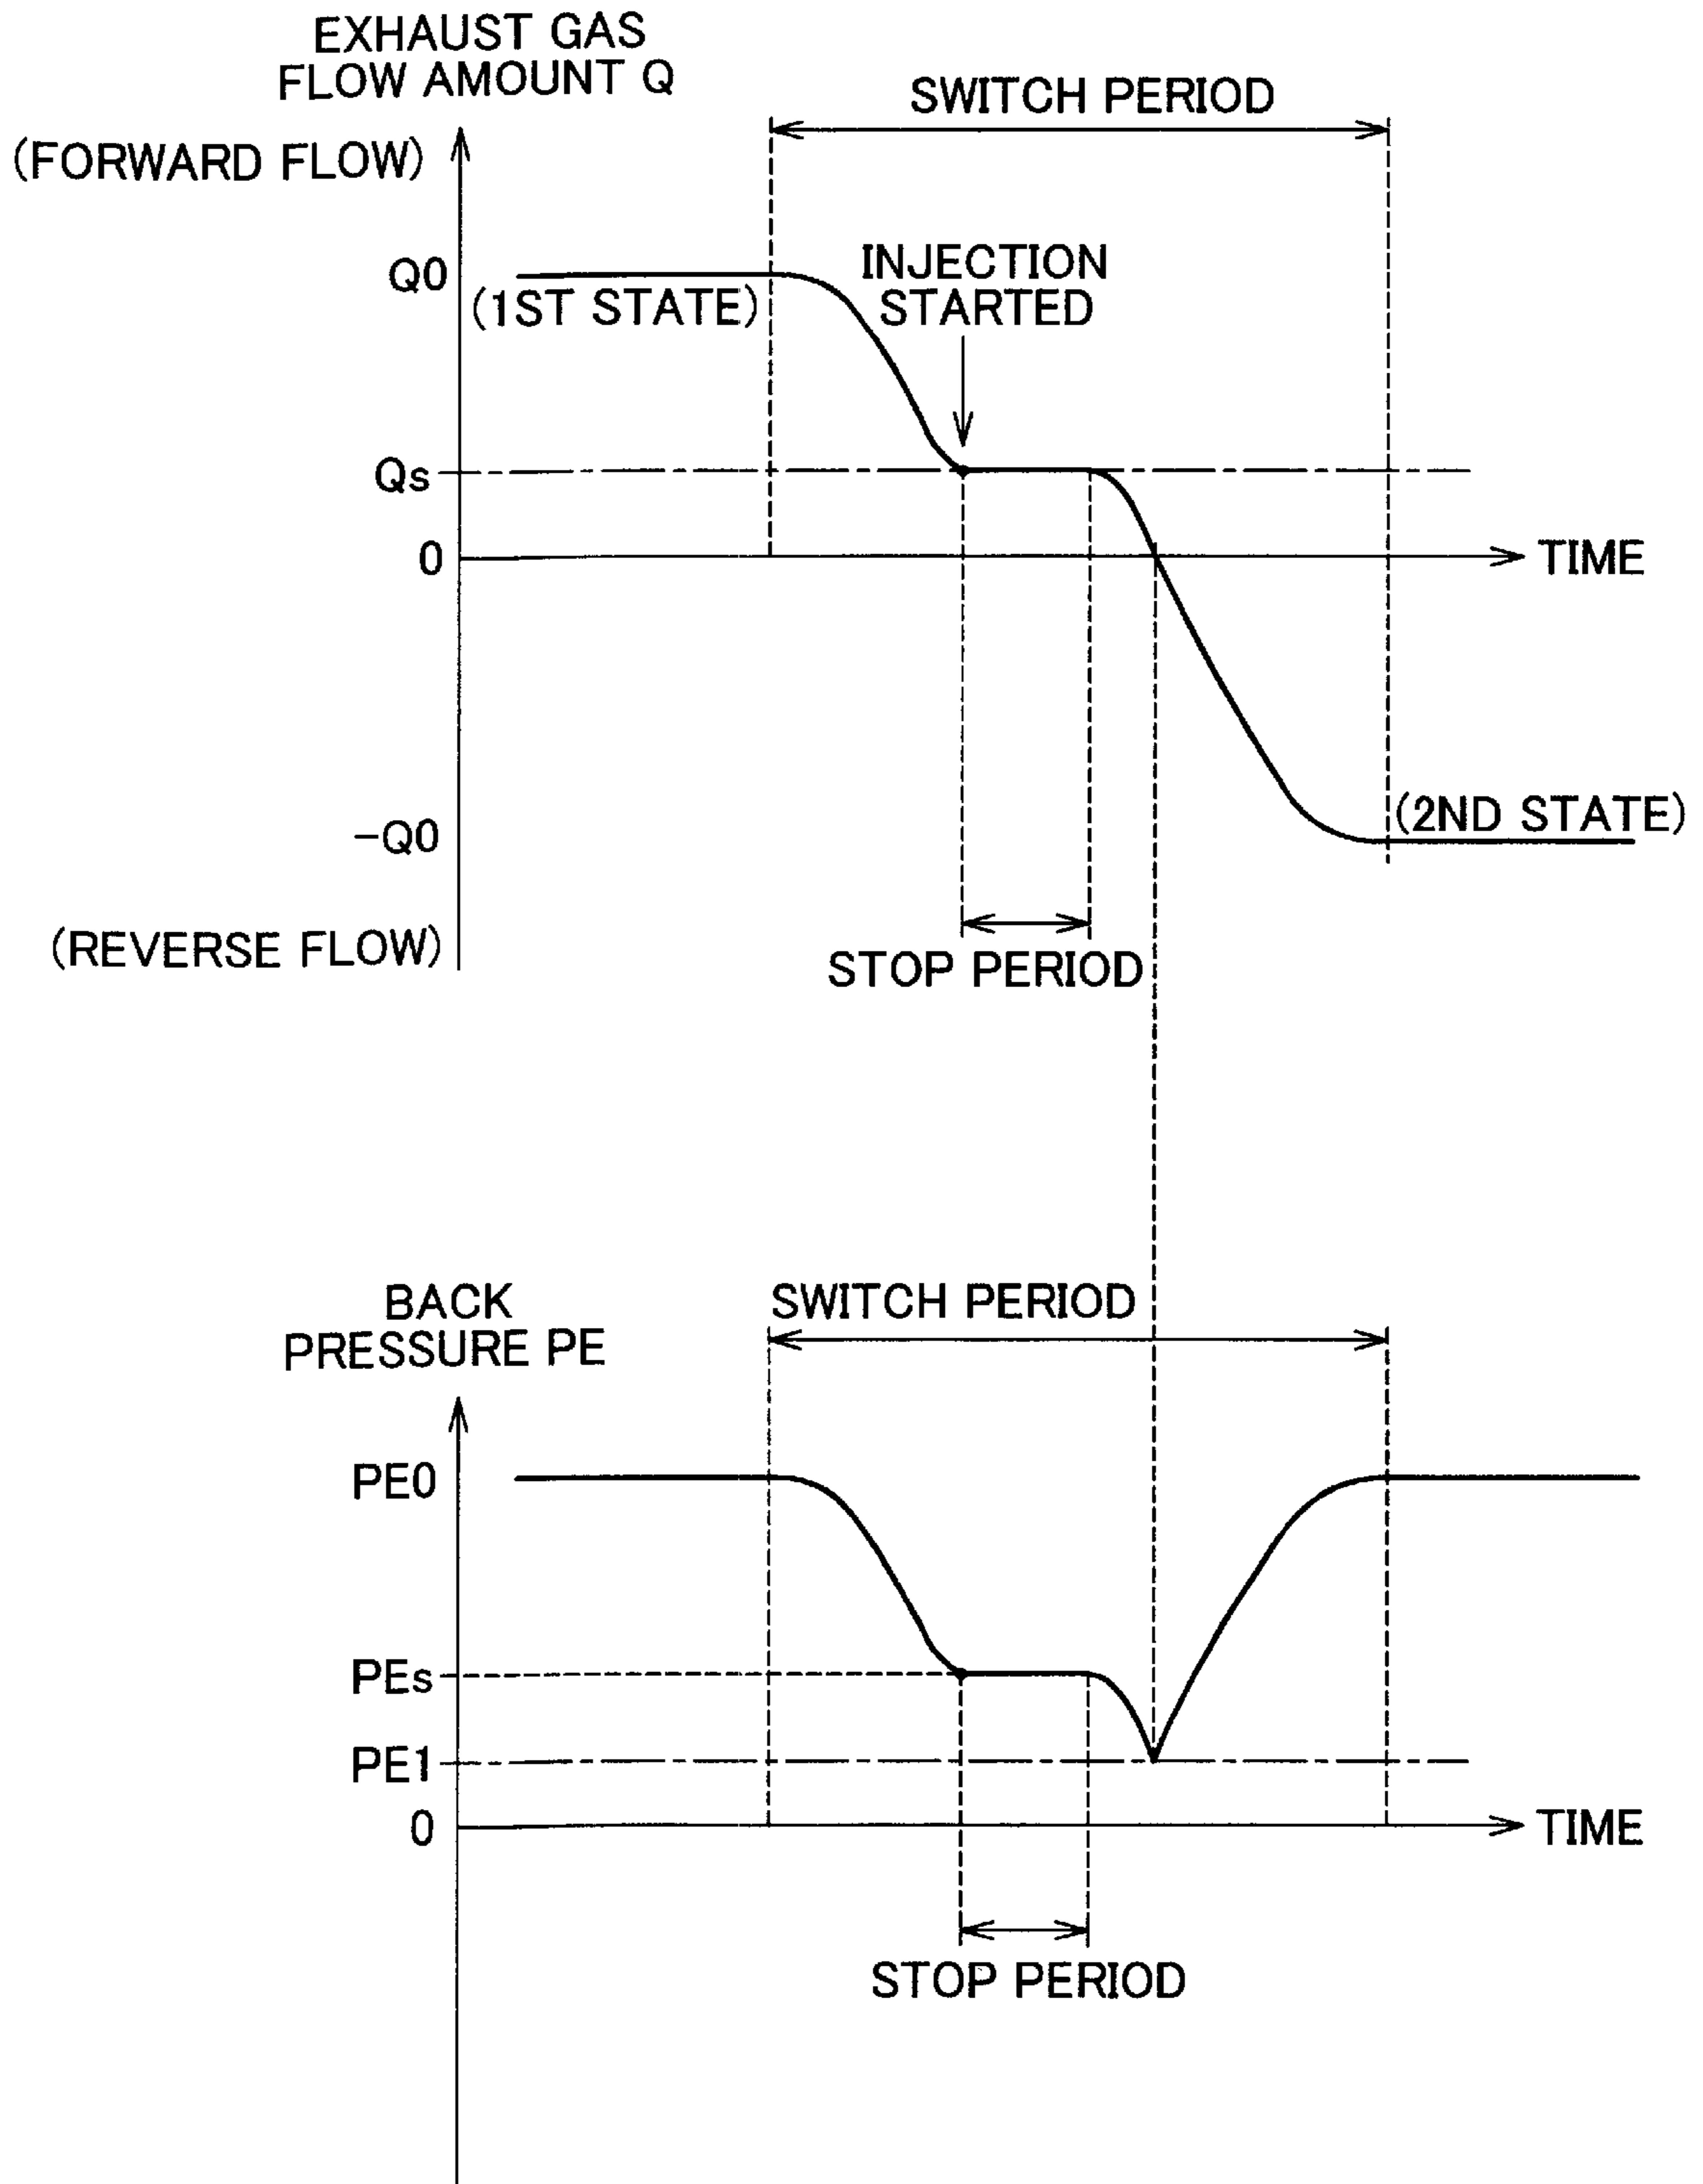 EXHAUST GAS
FLOW AMOUNT Q
SWITCH PERIOD
(FORWARD FLOW)
INJECTION
STARTED
Q0
(1ST STATE)
Qs
0
TIME
-Q0
(2ND STATE)
(REVERSE FLOW)
STOP PERIOD
BACK
PRESSURE PE
SWITCH PERIOD
PE0
PEs
PE1
0
TIME
STOP PERIOD